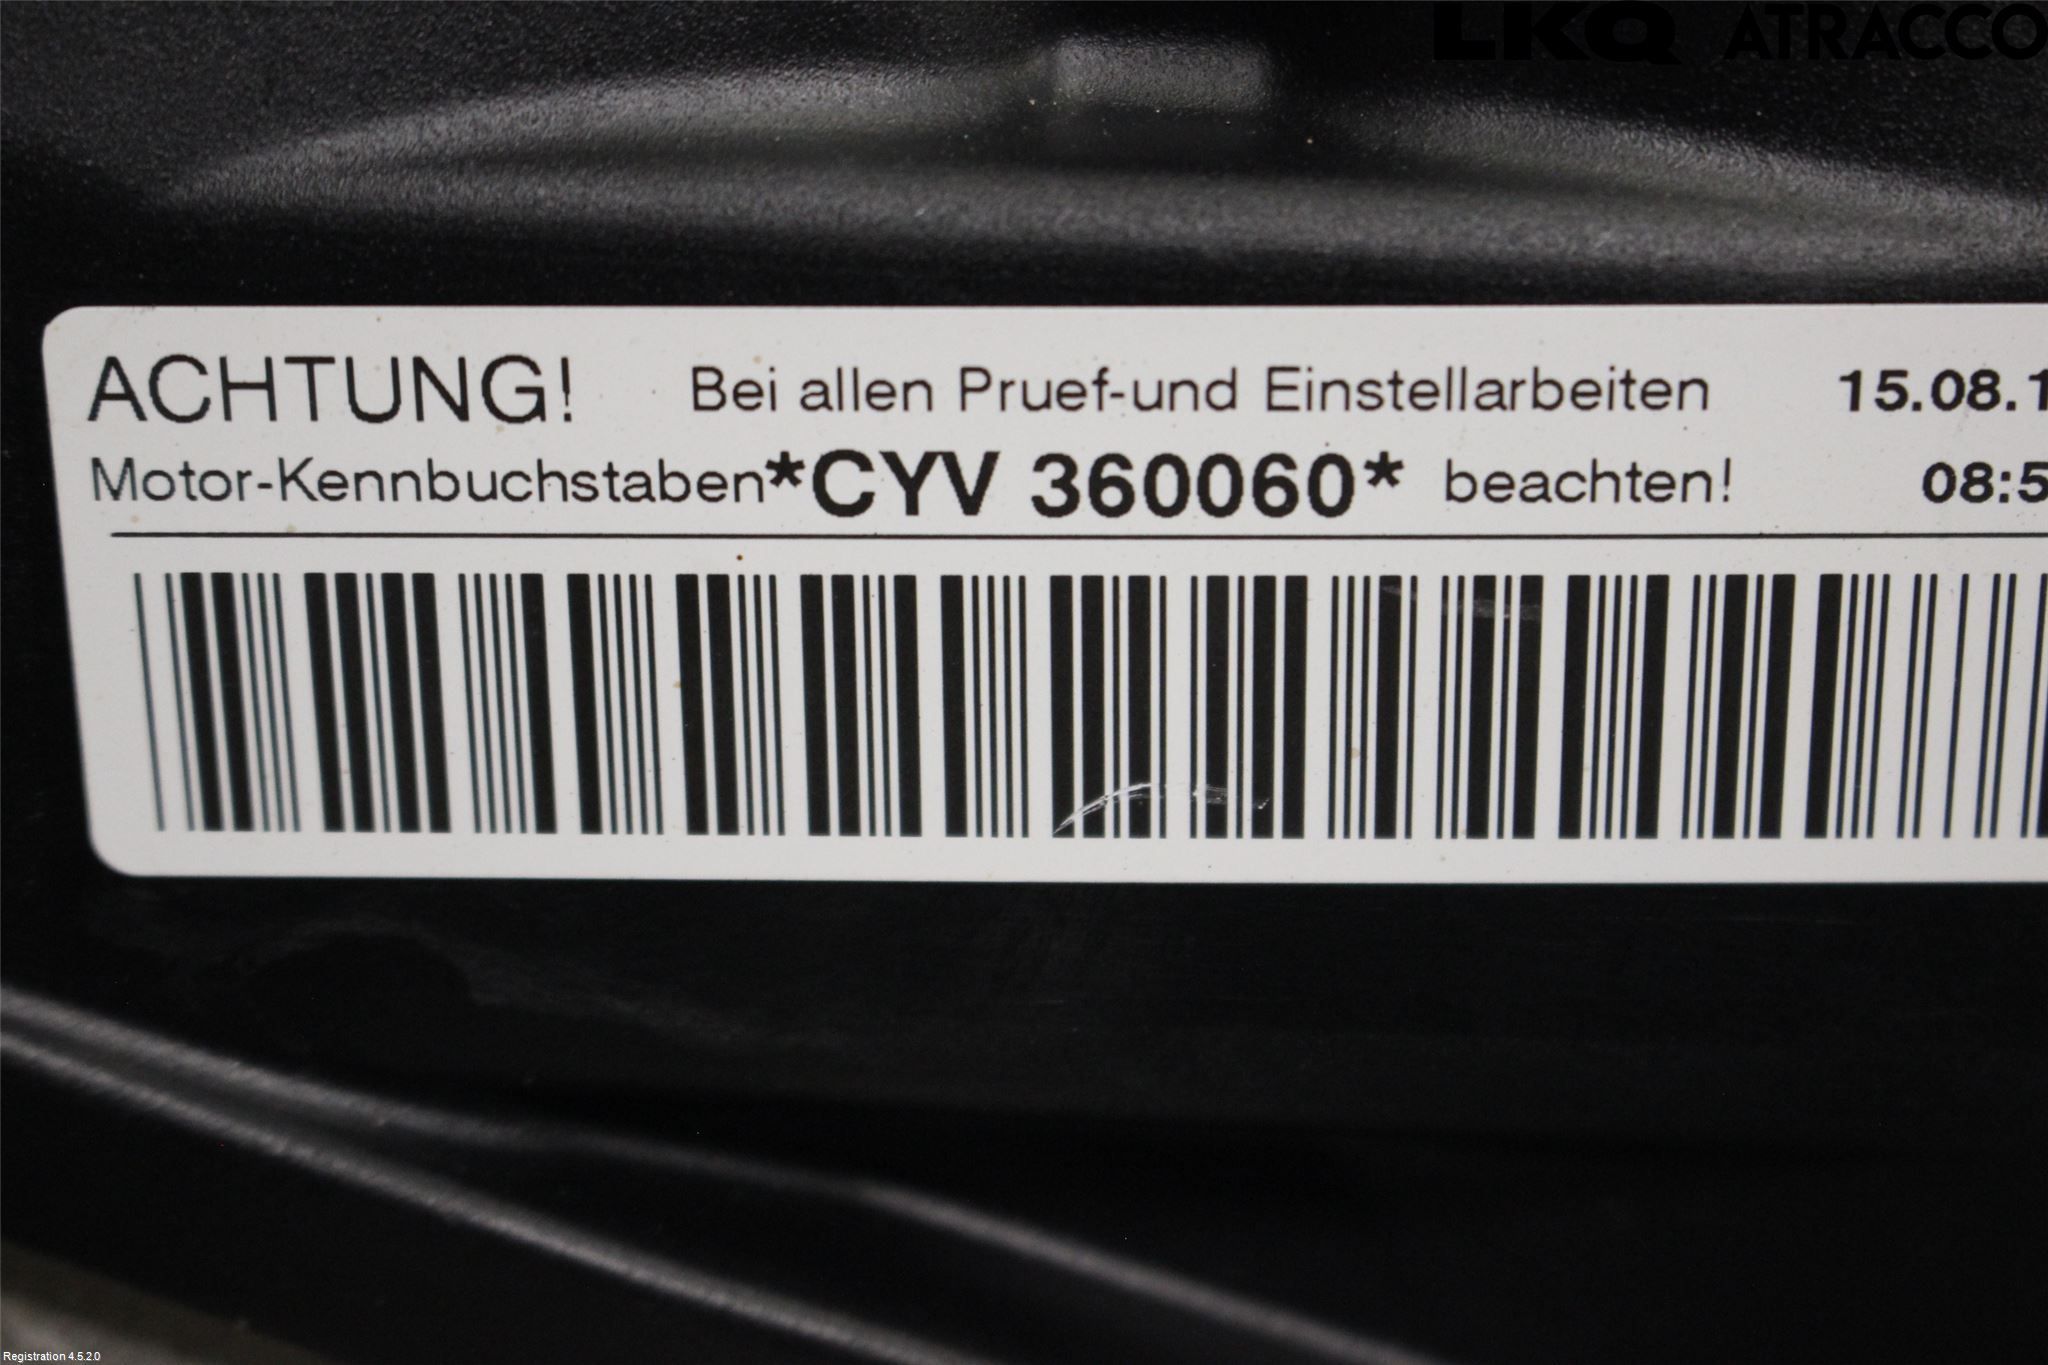 LKQ ATRACCO
ACHTUNG! Bei allen Pruef-und Einstellarbeiten 15.08.1
Motor-Kennbuchstaben*CYV 360060* beachten! 08:5
Registration 4.5.2.0